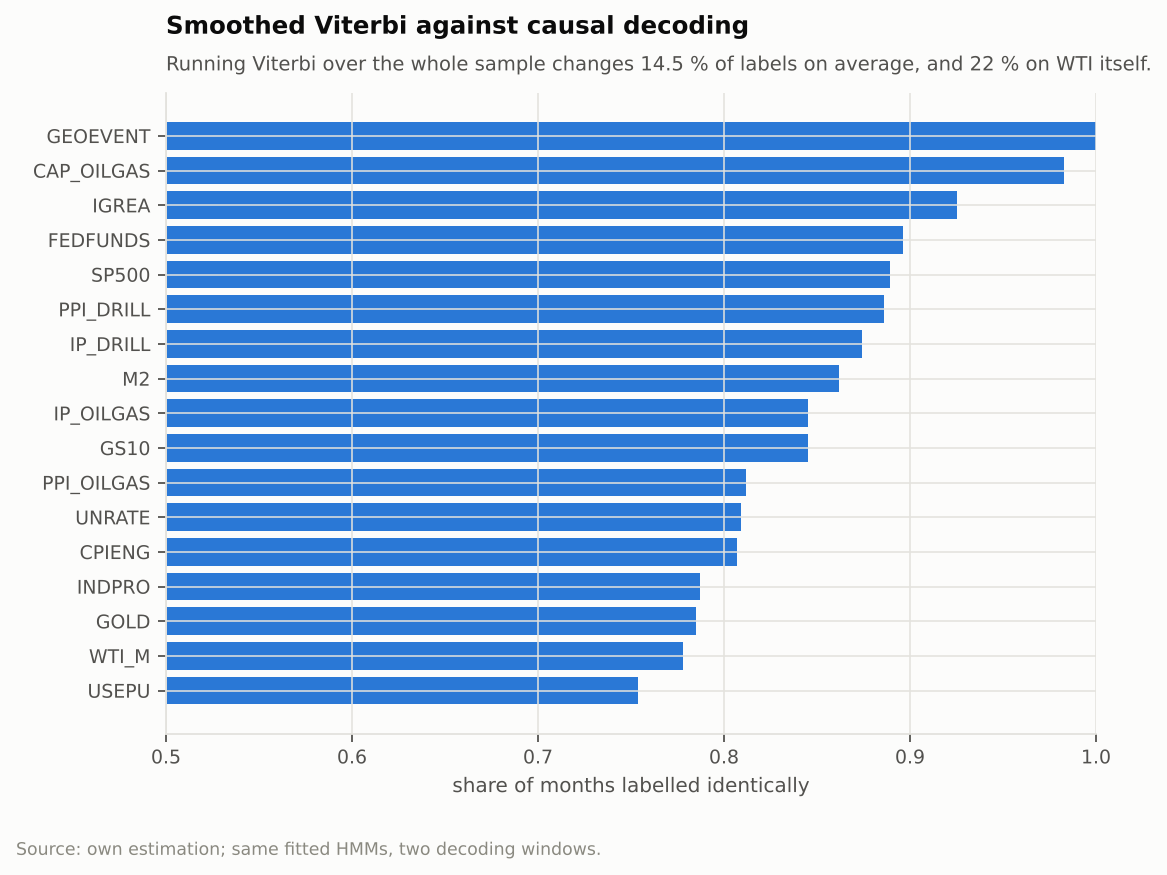 Smoothed Viterbi against causal decoding
Running Viterbi over the whole sample changes 14.5 % of labels on average, and 22 % on WTI itself.
GEOEVENT
CAP_OILGAS
IGREA
FEDFUNDS
SP500
PPI_DRILL
IP_DRILL
M2
IP_OILGAS
GS10
PPI_OILGAS
UNRATE
CPIENG
INDPRO
GOLD
WTI_M
USEPU
0.5 0.6 0.7 0.8 0.9 1.0
share of months labelled identically
Source: own estimation; same fitted HMMs, two decoding windows.